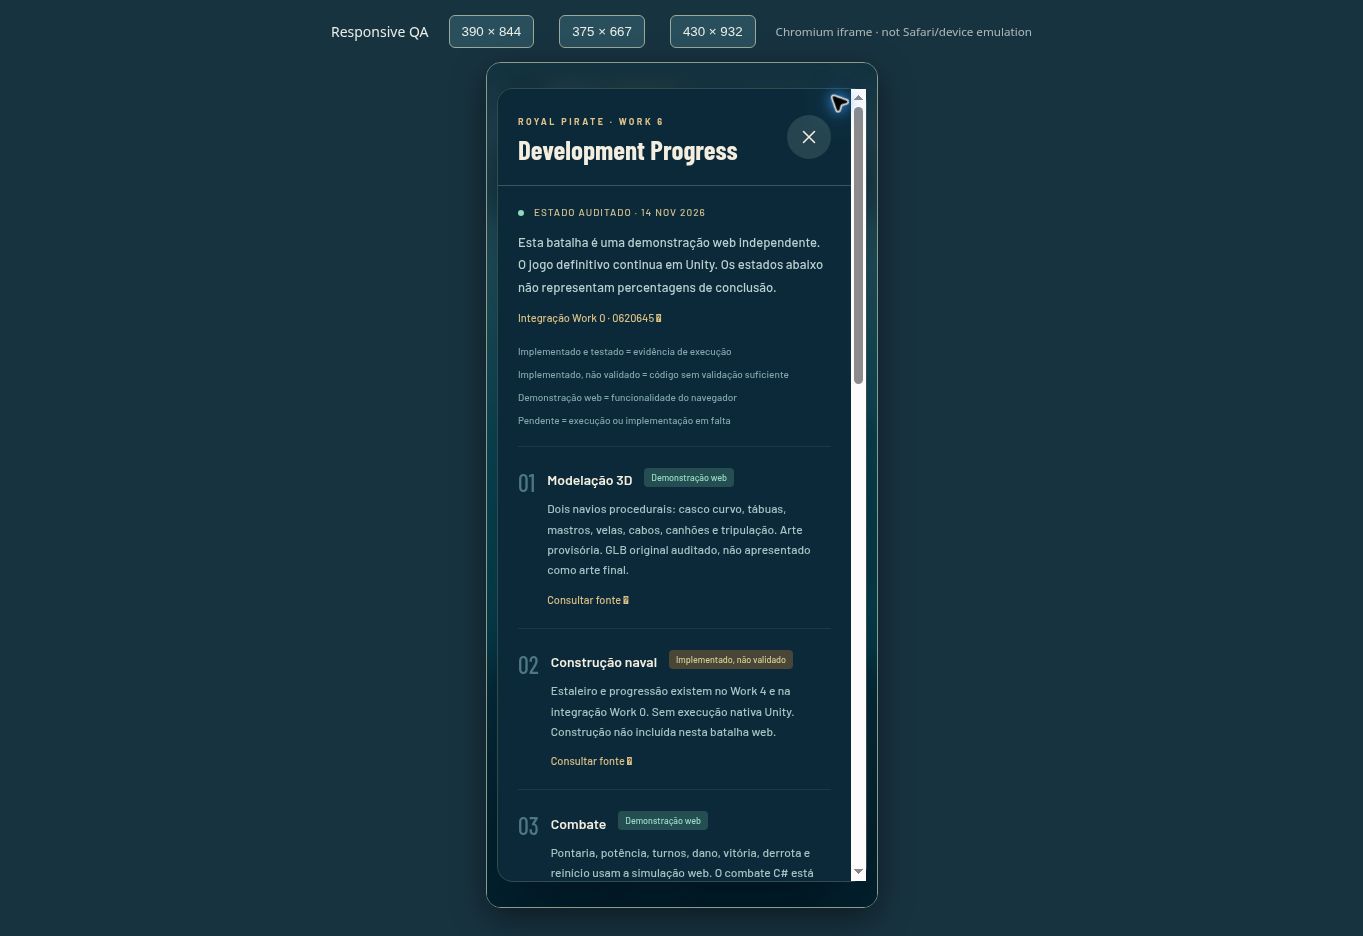 Responsive QA
390 × 844
375 × 667
430 × 932
Chromium iframe · not Safari/device emulation
ROYAL PIRATE · WORK 6
Development Progress
ESTADO AUDITADO · 14 NOV 2026
Esta batalha é uma demonstração web independente.
O jogo definitivo continua em Unity. Os estados abaixo
não representam percentagens de conclusão.
Integração Work 0 · 0620645
Implementado e testado = evidência de execução
Implementado, não validado = código sem validação suficiente
Demonstração web = funcionalidade do navegador
Pendente = execução ou implementação em falta
01 Modelação 3D Demonstração web
Dois navios procedurais: casco curvo, tábuas,
mastros, velas, cabos, canhões e tripulação. Arte
provisória. GLB original auditado, não apresentado
como arte final.
Consultar fonte
02 Construção naval Implementado, não validado
Estaleiro e progressão existem no Work 4 e na
integração Work 0. Sem execução nativa Unity.
Construção não incluída nesta batalha web.
Consultar fonte
03 Combate Demonstração web
Pontaria, potência, turnos, dano, vitória, derrota e
reinício usam a simulação web. O combate C# está